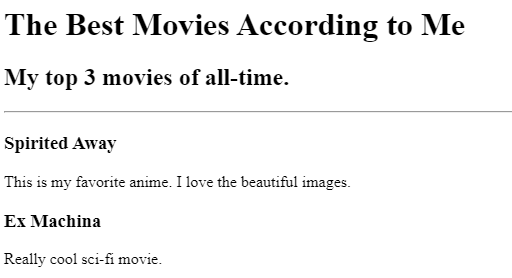 The Best Movies According to Me
My top 3 movies of all-time.
Spirited Away
This is my favorite anime. I love the beautiful images.
Ex Machina
Really cool sci-fi movie.